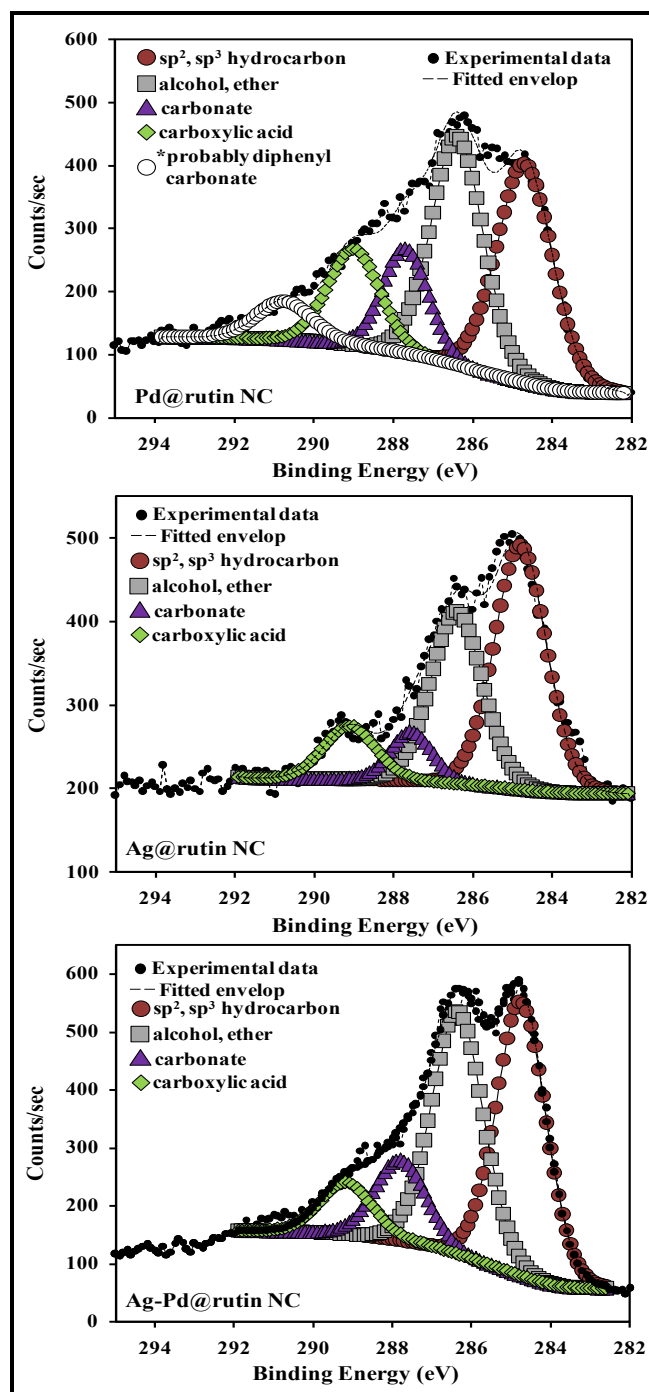 600
500
400
300
200
100
0
Counts/sec
sp², sp³ hydrocarbon
alcohol, ether
carbonate
carboxylic acid
*probably diphenyl
carbonate
Experimental data
Fitted envelop
Pd@rutin NC
294 292 290 288 286 284 282
Binding Energy (eV)
500
400
300
200
100
Counts/sec
Experimental data
Fitted envelop
sp², sp³ hydrocarbon
alcohol, ether
carbonate
carboxylic acid
Ag@rutin NC
294 292 290 288 286 284 282
Binding Energy (eV)
600
500
400
300
200
100
0
Counts/sec
Experimental data
Fitted envelop
sp², sp³ hydrocarbon
alcohol, ether
carbonate
carboxylic acid
Ag-Pd@rutin NC
294 292 290 288 286 284 282
Binding Energy (eV)